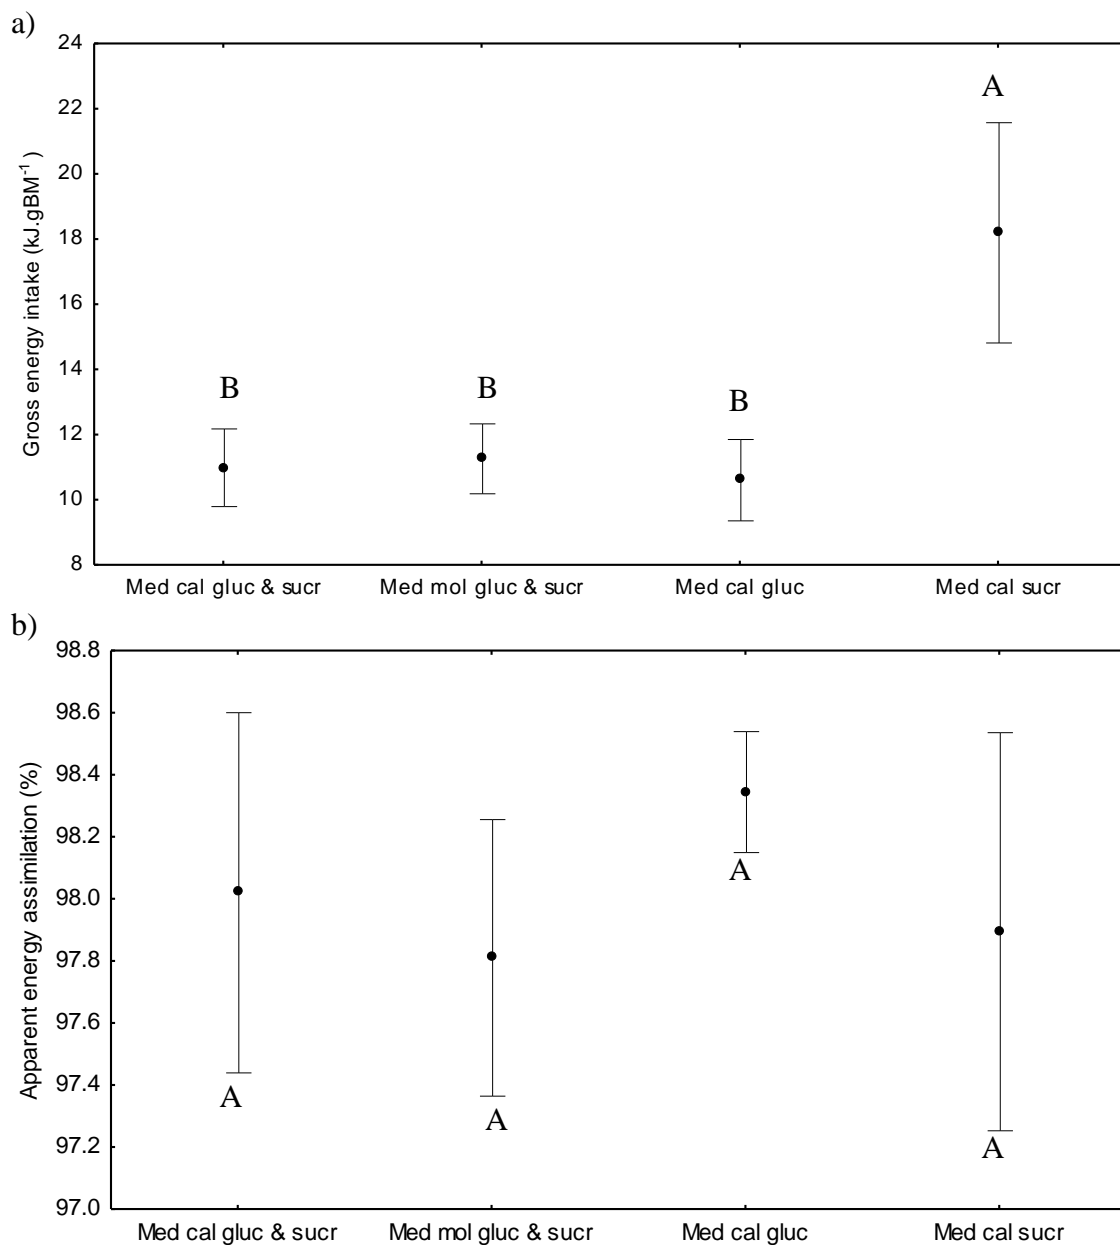 a)
24
22
20
18
16
14
12
10
8
Gross energy intake (kJ.gBM-1 )
A
B
B
B
Med cal gluc & sucr
Med mol gluc & sucr
Med cal gluc
Med cal sucr
b)
98.8
98.6
98.4
98.2
98.0
97.8
97.6
97.4
97.2
97.0
Apparent energy assimilation (%)
A
A
A
A
Med cal gluc & sucr
Med mol gluc & sucr
Med cal gluc
Med cal sucr